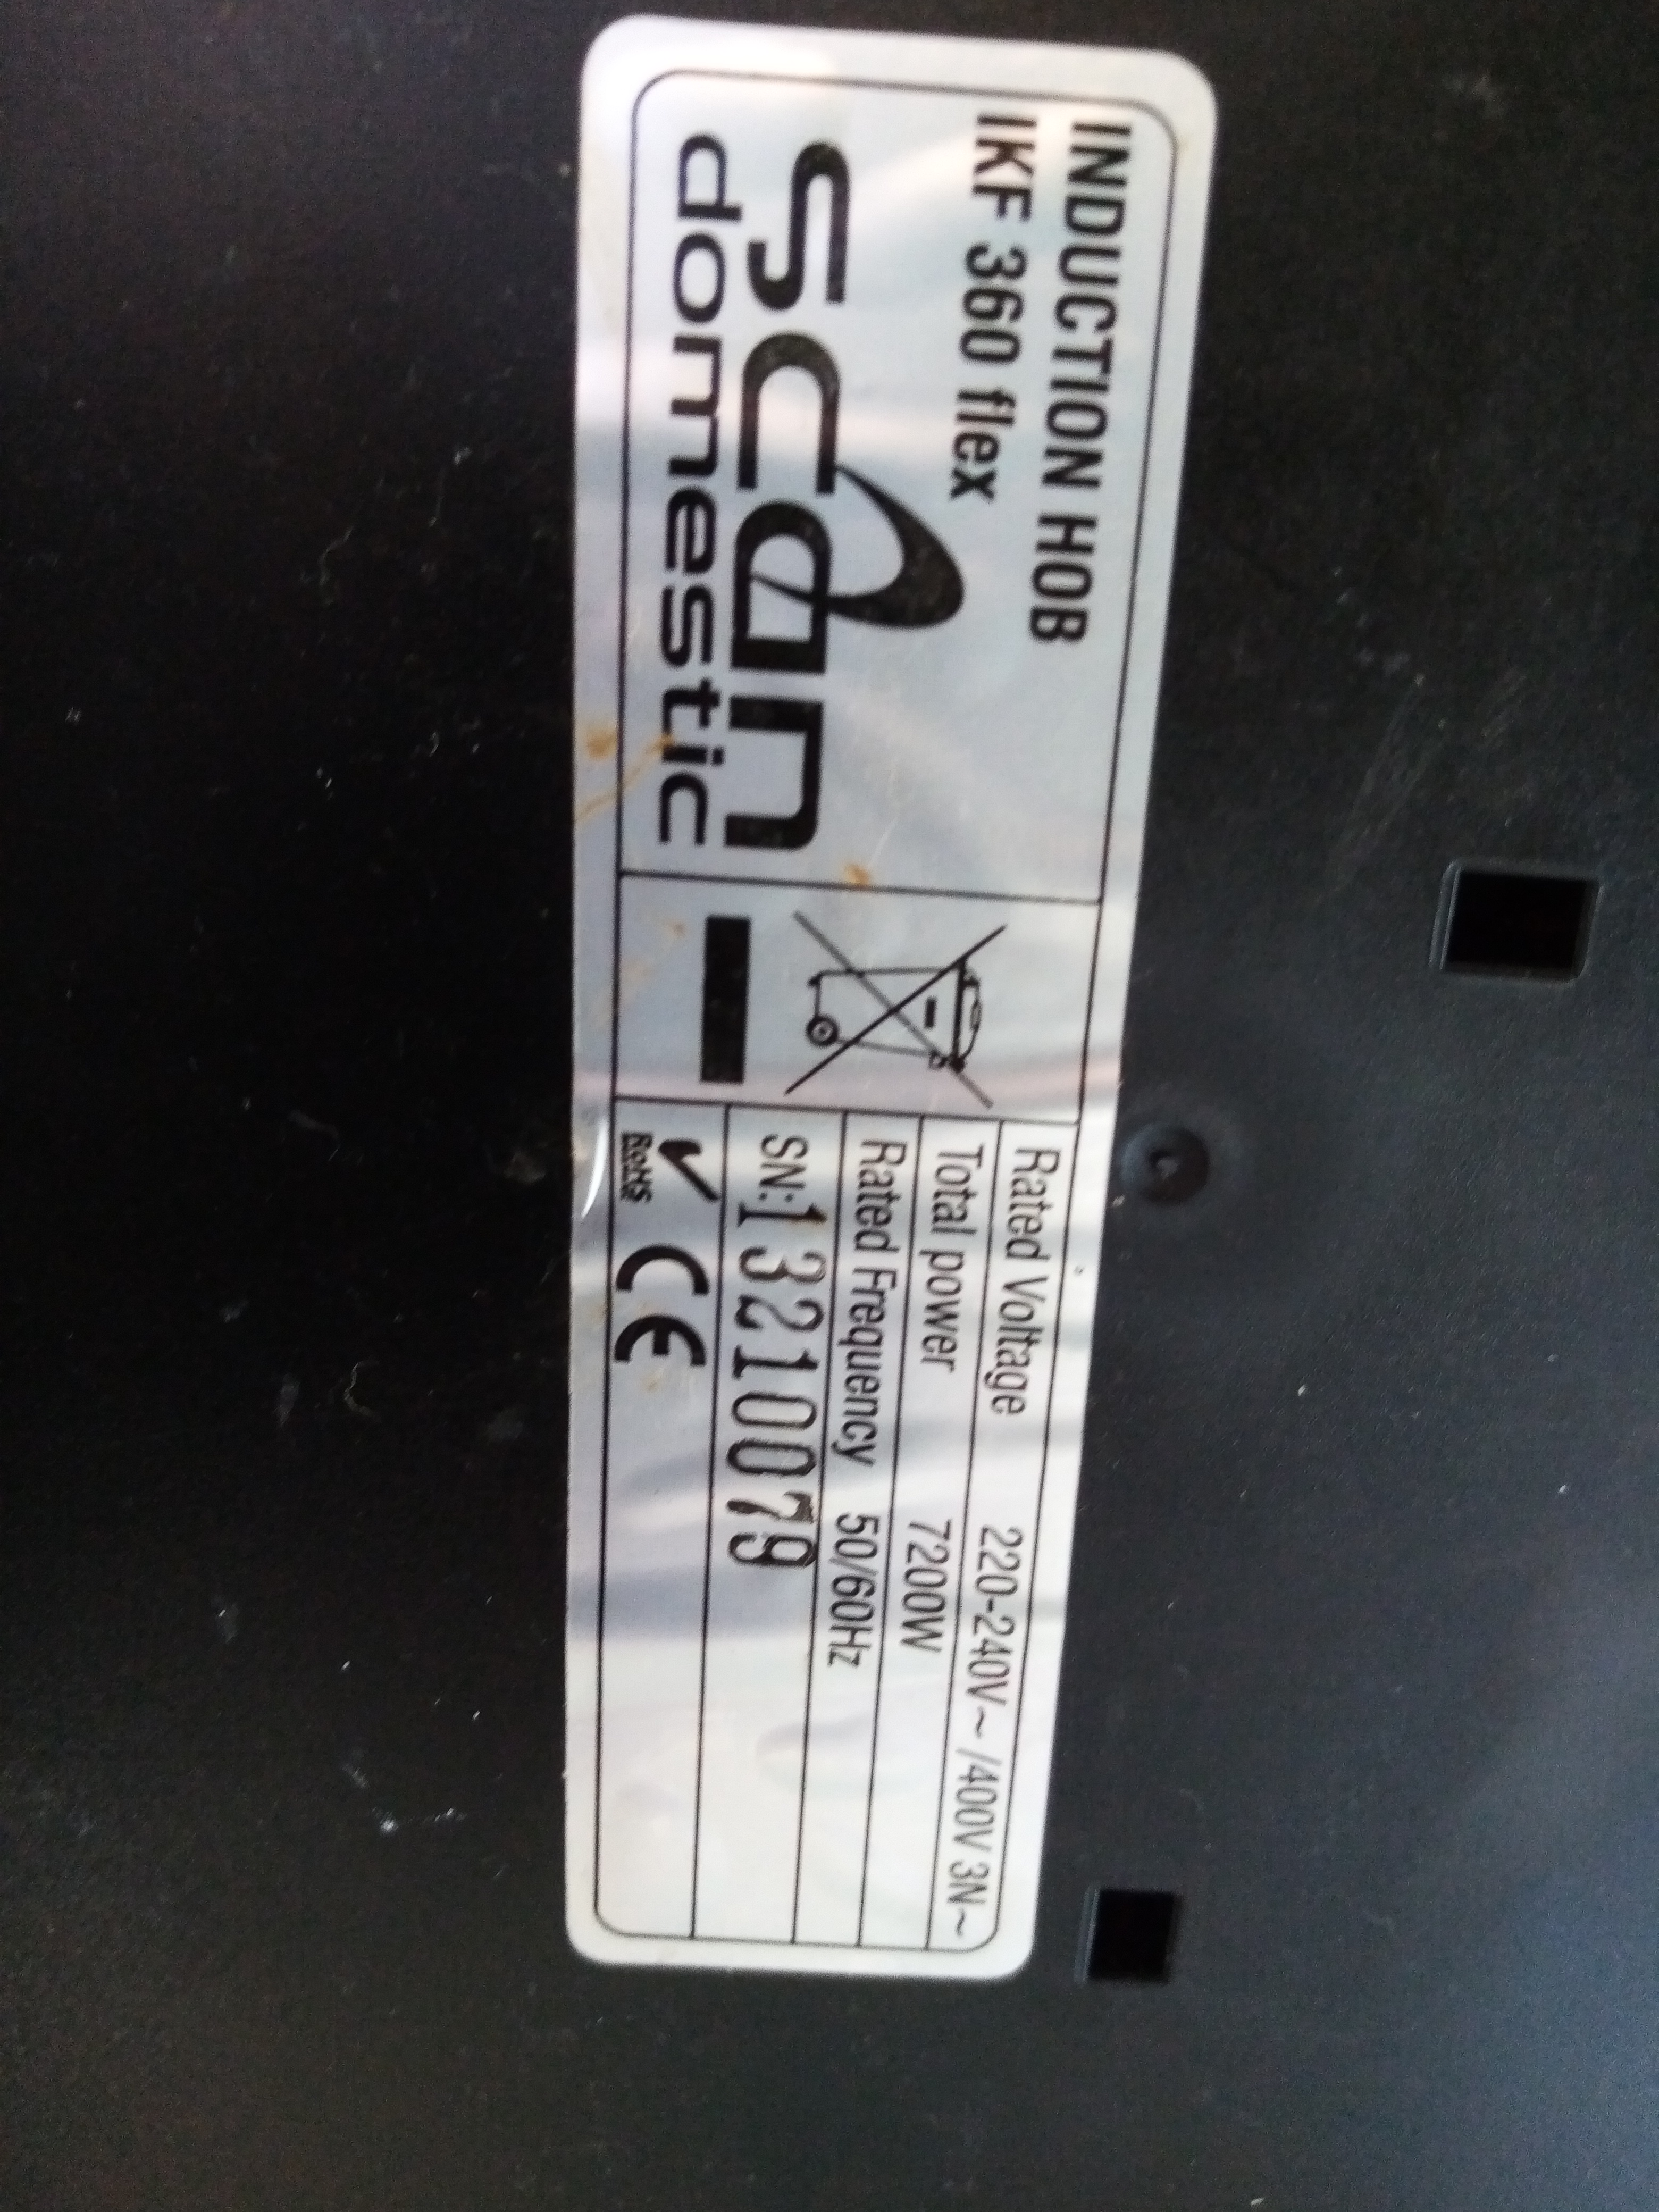 INDUCTION HOB
IKF 360 flex
scan
domestic
Rated Voltage 220-240V~ /400V 3N~
Total power 7200W
Rated Frequency 50/60Hz
SN:13210079
RoHS CE